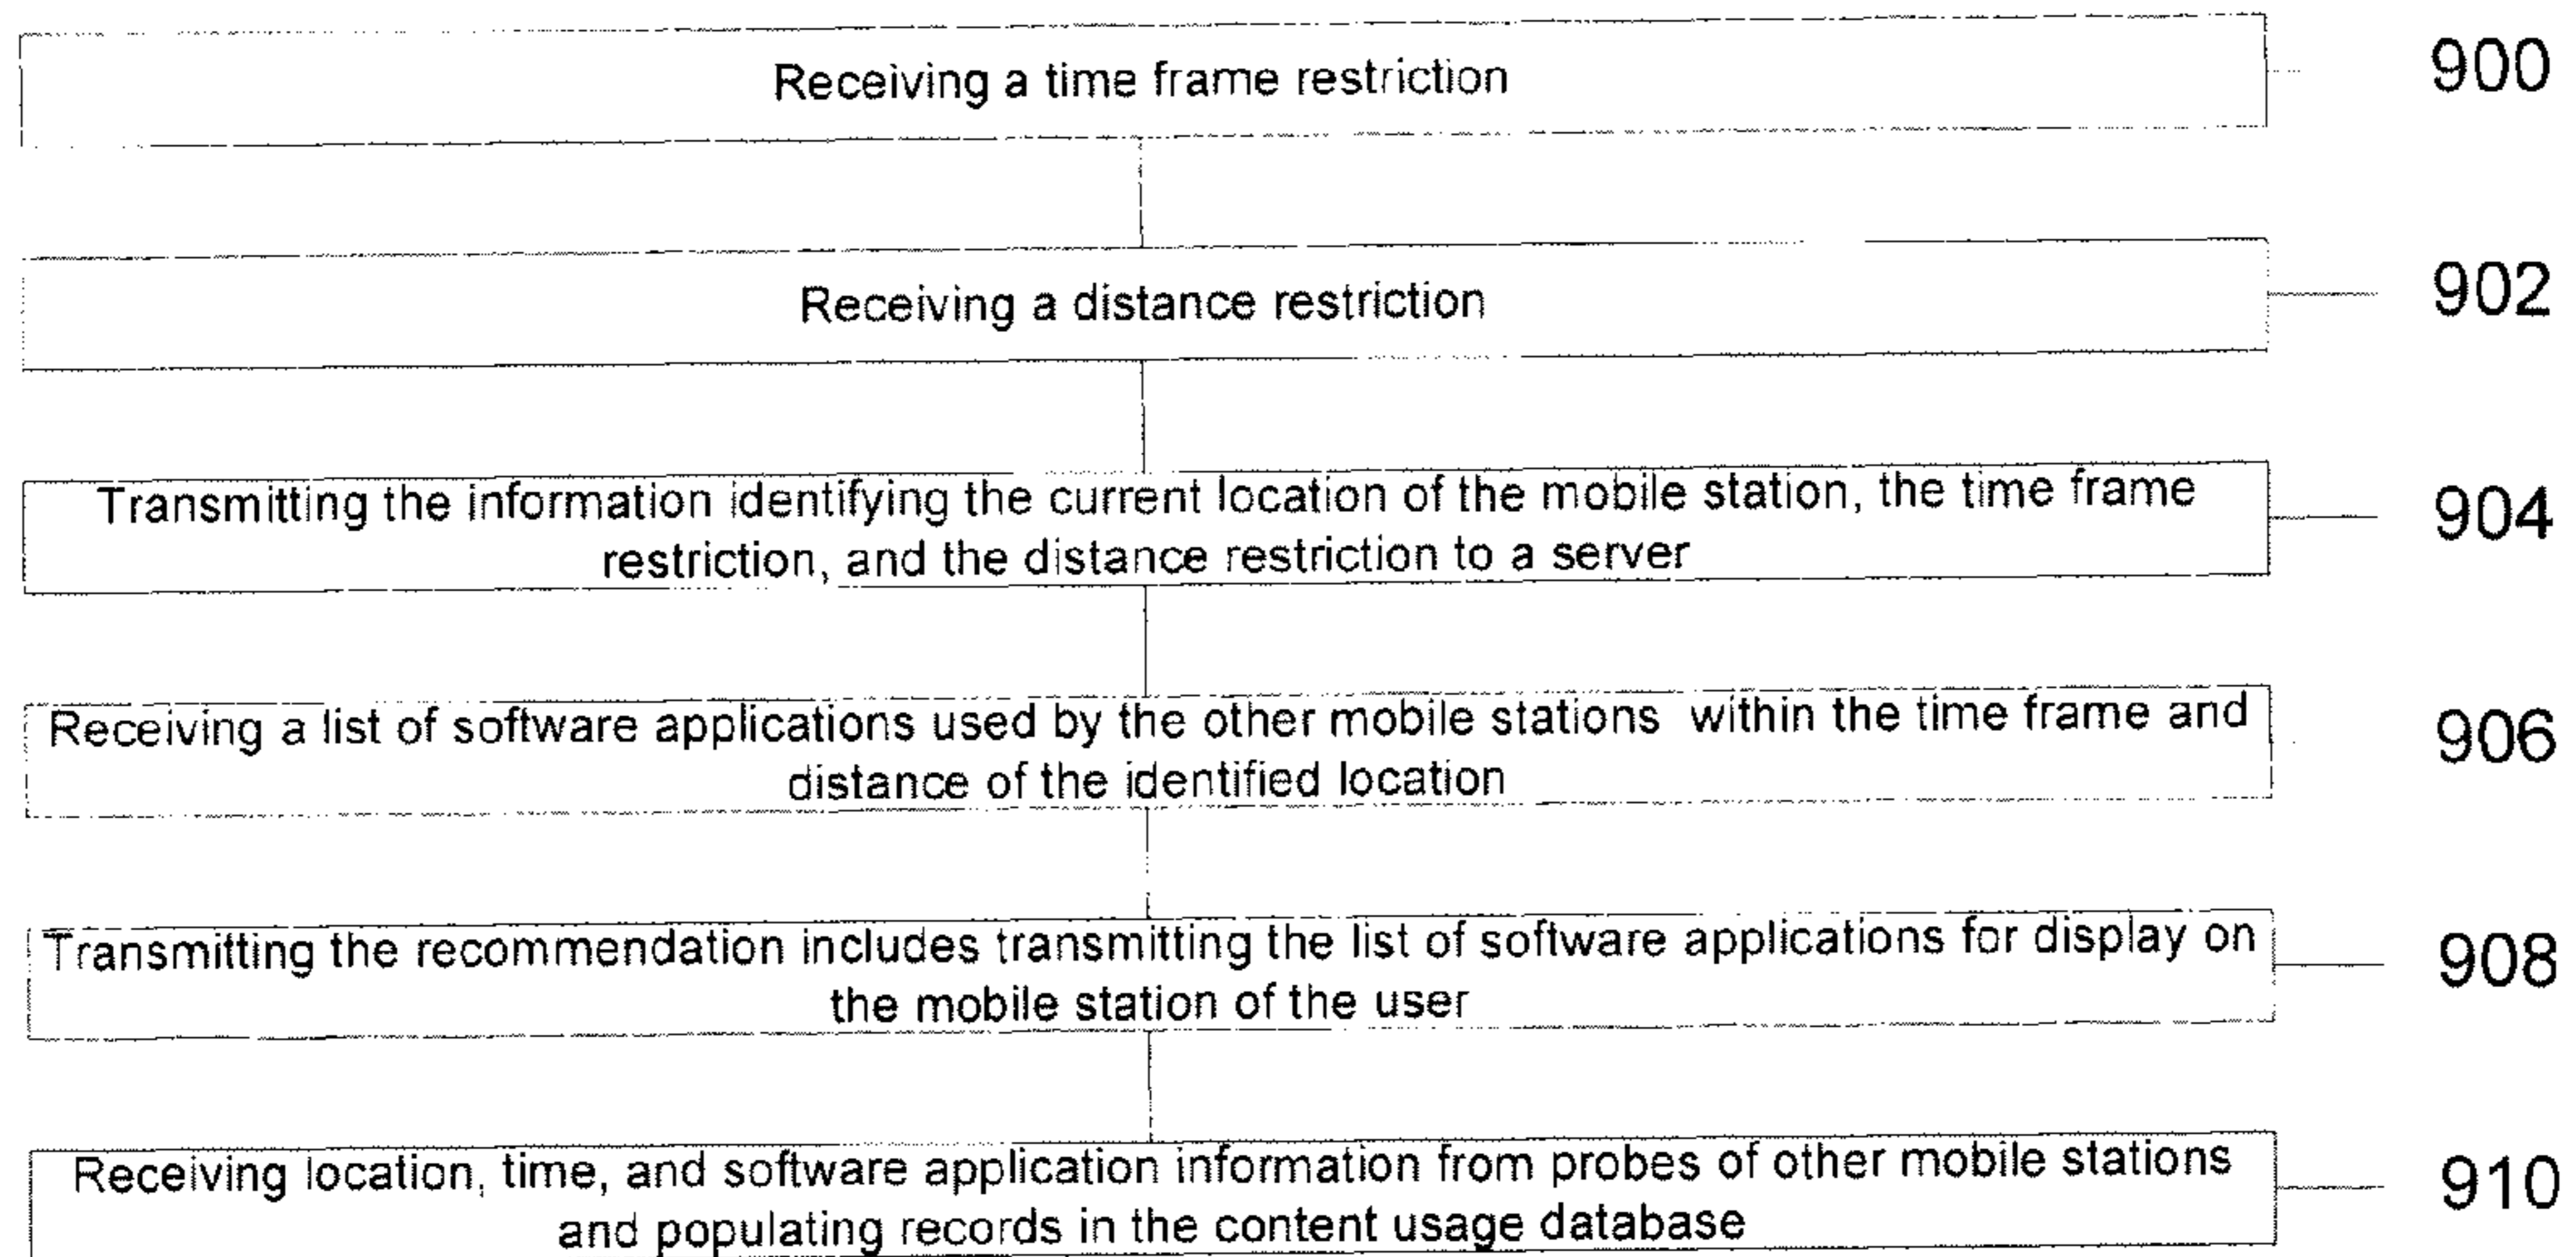 Receiving a time frame restriction
900
Receiving a distance restriction
902
Transmitting the information identifying the current location of the mobile station, the time frame
restriction, and the distance restriction to a server
904
Receiving a list of software applications used by the other mobile stations within the time frame and
distance of the identified location
906
Transmitting the recommendation includes transmitting the list of software applications for display on
the mobile station of the user
908
Receiving location, time, and software application information from probes of other mobile stations
and populating records in the content usage database
910